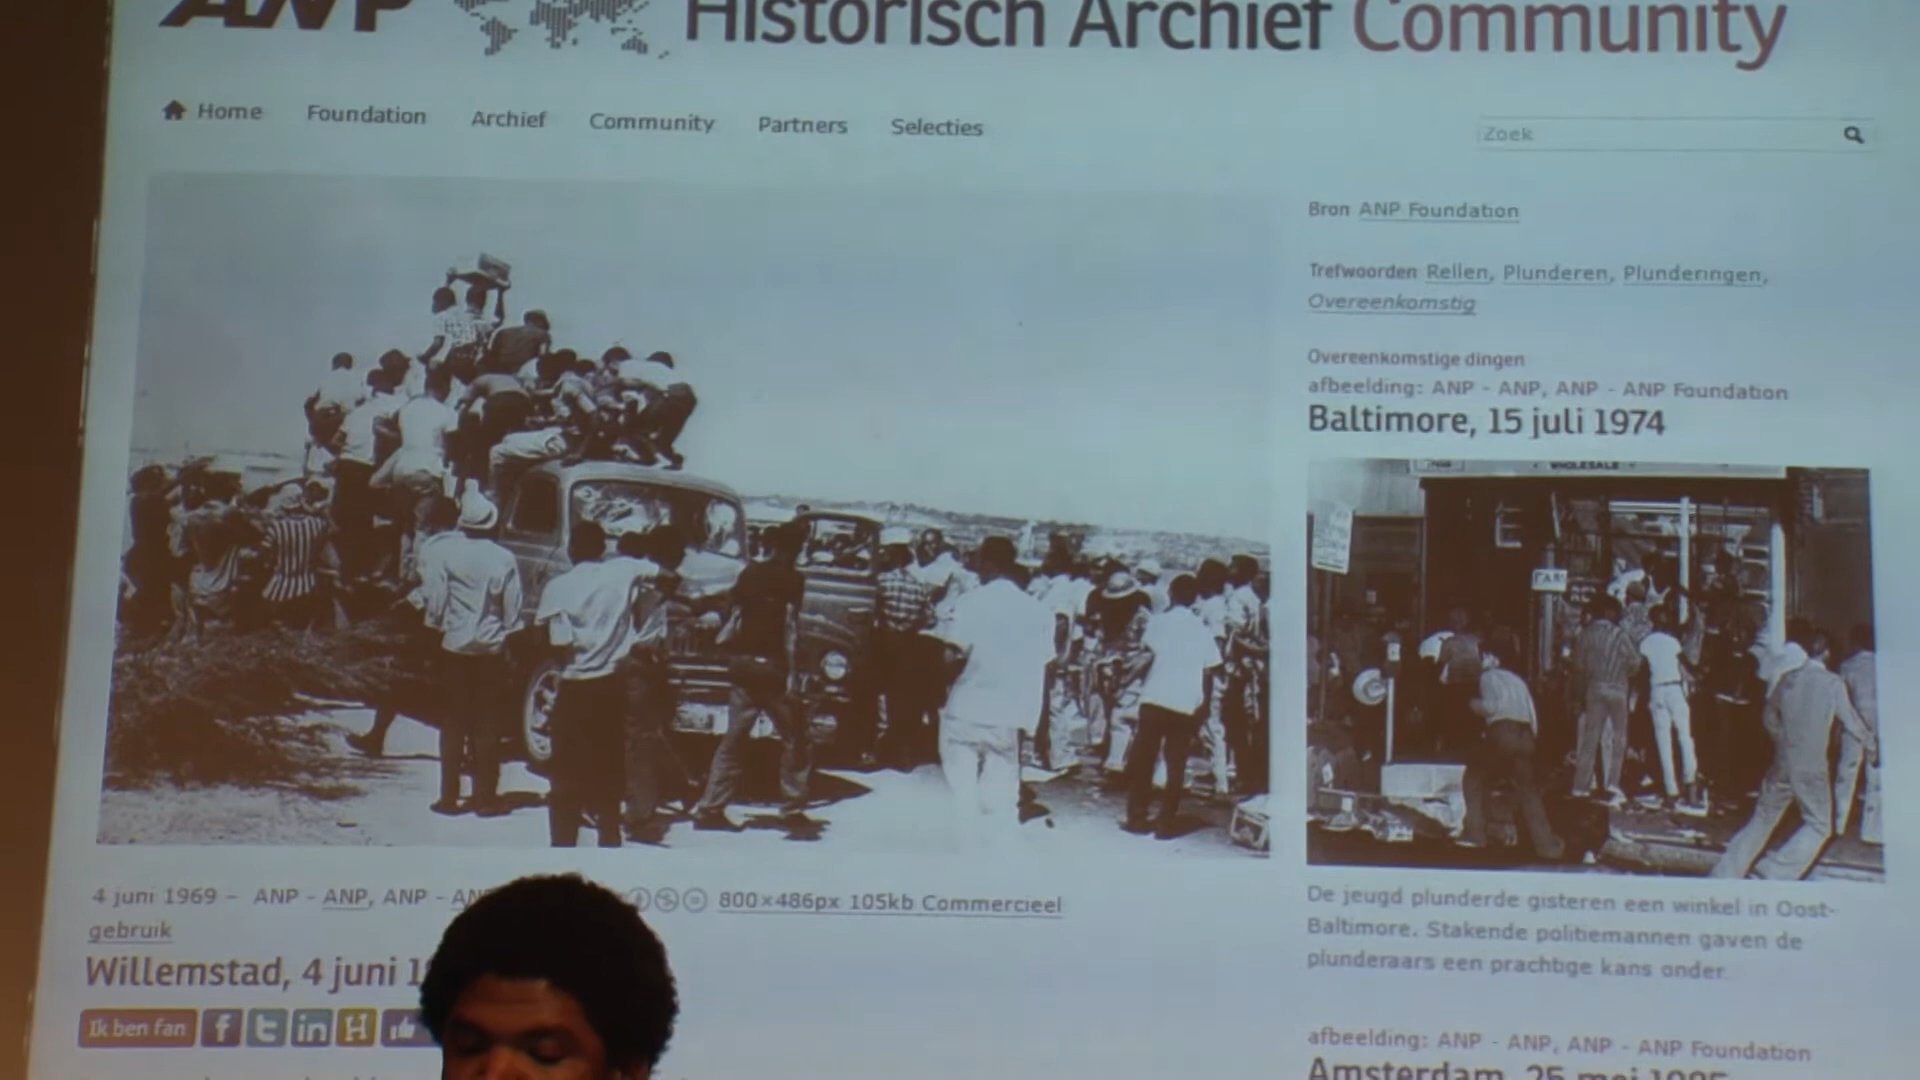 ANP Historisch Archief Community
Home Foundation Archief Community Partners Selecties
Zoek
Bron ANP Foundation
Trefwoorden Rellen, Plunderen, Plunderingen,
Overeenkomstig
Overeenkomstige dingen
afbeelding: ANP - ANP, ANP - ANP Foundation
Baltimore, 15 juli 1974
WHOLESALE
De jeugd plunderde gisteren een winkel in Oost-
Baltimore. Stakende politiemannen gaven de
plunderaars een prachtige kans onder
afbeelding: ANP - ANP, ANP - ANP Foundation
Amsterdam, 25 mei
4 juni 1969 - ANP - ANP, ANP - 800×486px 105kb Commercieel
gebruik
Willemstad, 4 juni
Ik ben fan f t in H